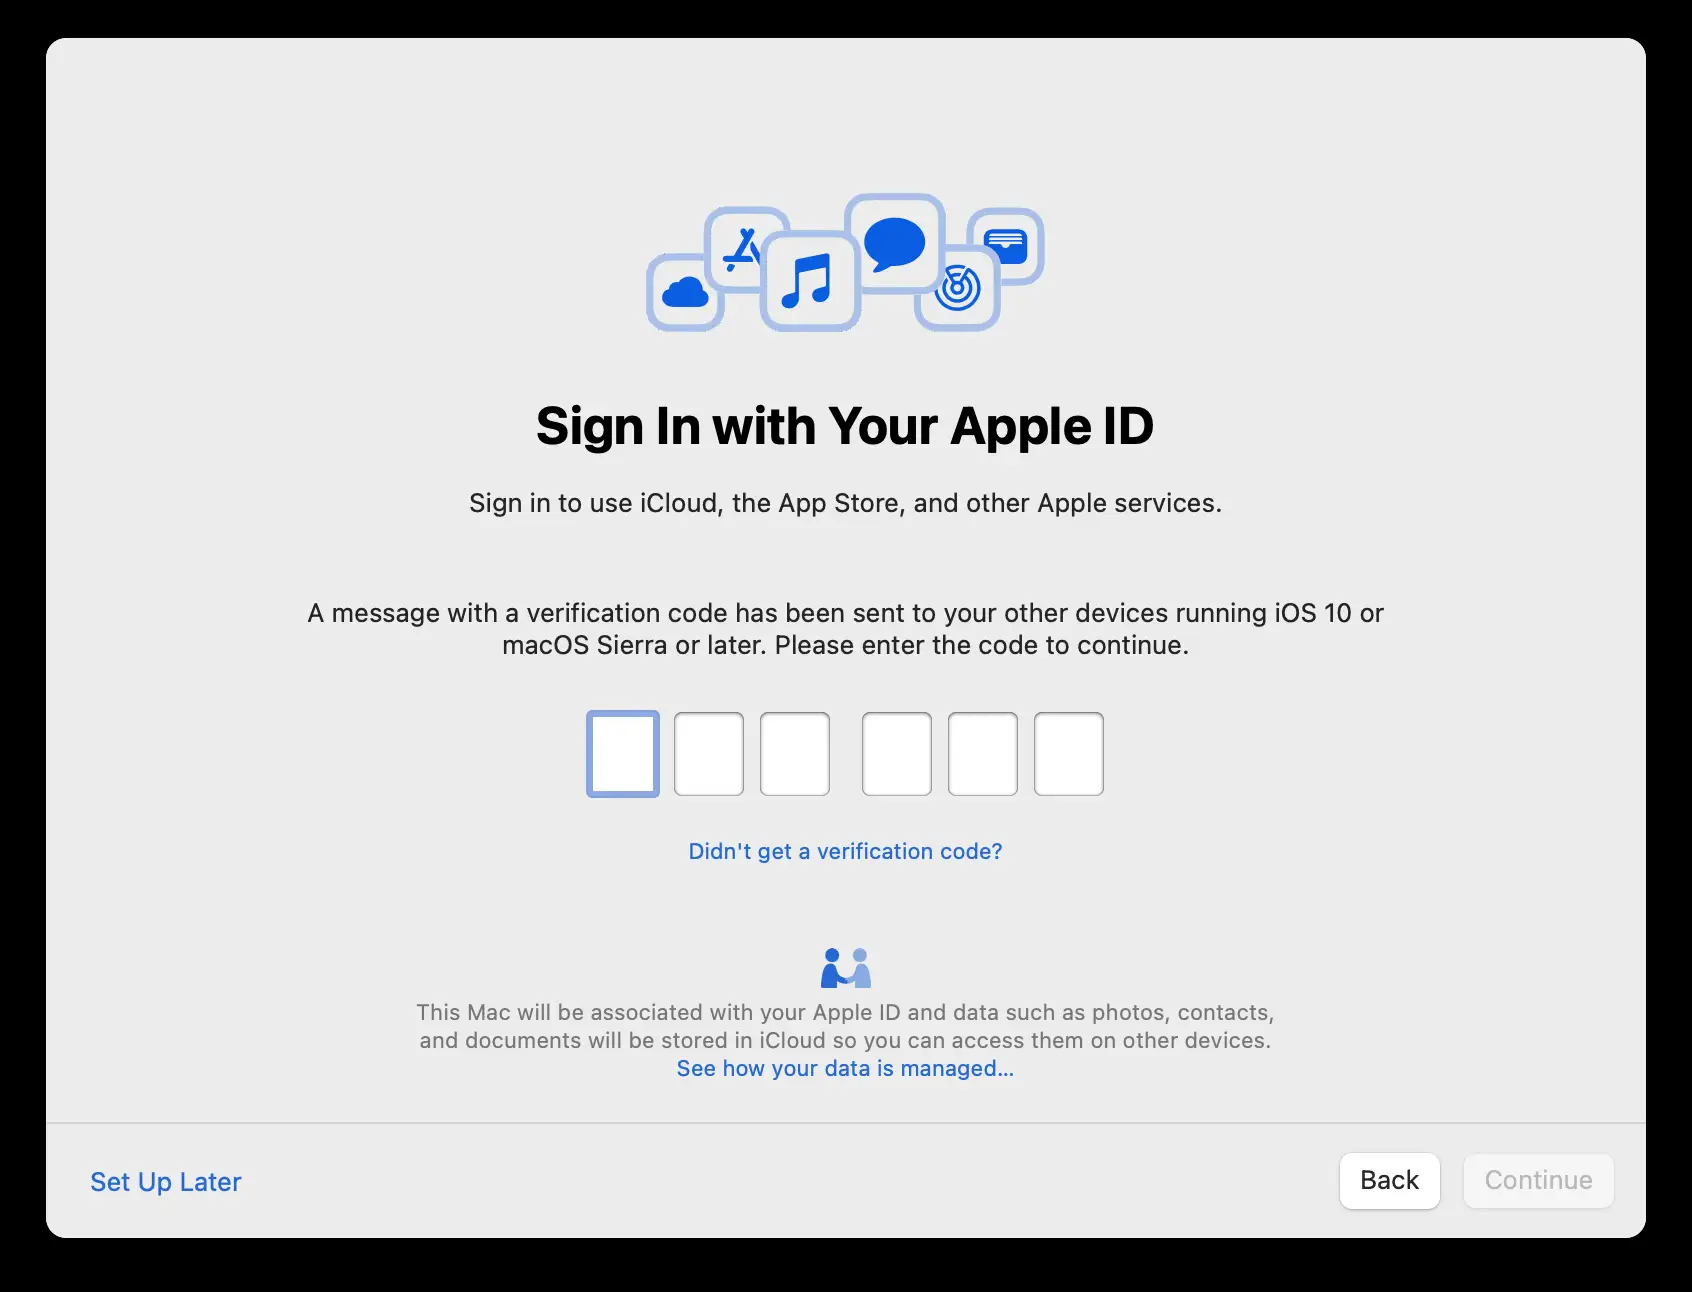 Sign In with Your Apple ID
Sign in to use iCloud, the App Store, and other Apple services.
A message with a verification code has been sent to your other devices running iOS 10 or
macOS Sierra or later. Please enter the code to continue.
Didn't get a verification code?
This Mac will be associated with your Apple ID and data such as photos, contacts,
and documents will be stored in iCloud so you can access them on other devices.
See how your data is managed...
Set Up Later
Back
Continue